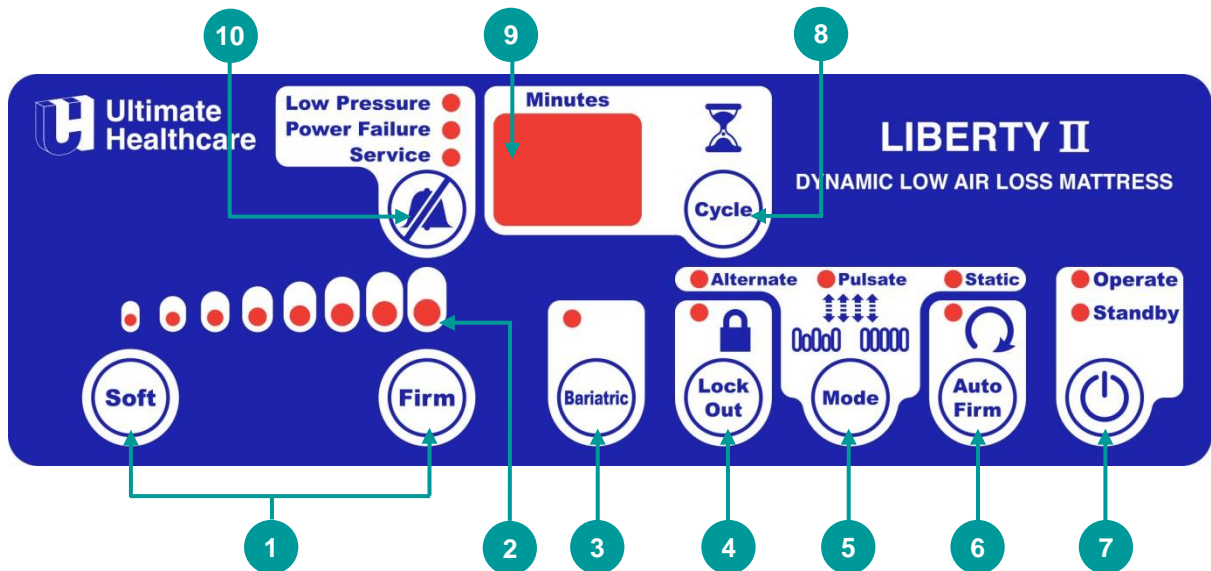 10
9
8
Ultimate
Healthcare
Low Pressure
Power Failure
Service
Minutes
Cycle
LIBERTY II
DYNAMIC LOW AIR LOSS MATTRESS
Soft
Firm
Bariatric
Alternate
Pulsate
Static
Lock
Out
Mode
Auto
Firm
Operate
Standby
1
2
3
4
5
6
7